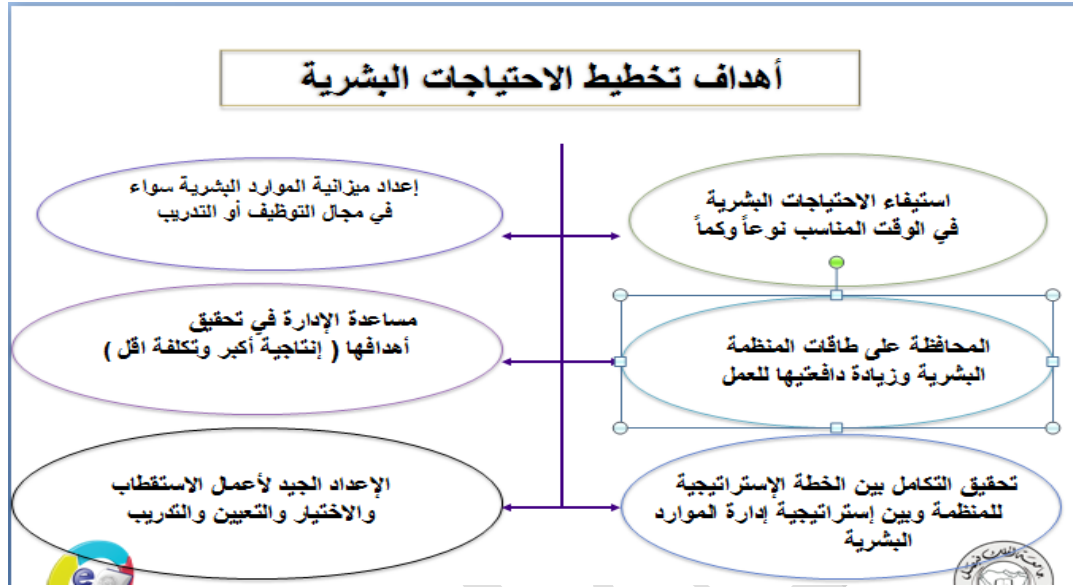 أهداف تخطيط الاحتياجات البشرية
استيفاء الاحتياجات البشرية
في الوقت المناسب نوعاً وكماً
إعداد ميزانية الموارد البشرية سواء
في مجال التوظيف أو التدريب
المحافظة على طاقات المنظمة
البشرية وزيادة دافعتيها للعمل
مساعدة الإدارة في تحقيق
أهدافها ( إنتاجية أكبر وتكلفة اقل )
تحقيق التكامل بين الخطة الإستراتيجية
للمنظمة وبين إستراتيجية إدارة الموارد
البشرية
الإعداد الجيد لأعمال الاستقطاب
والاختيار والتعيين والتدريب